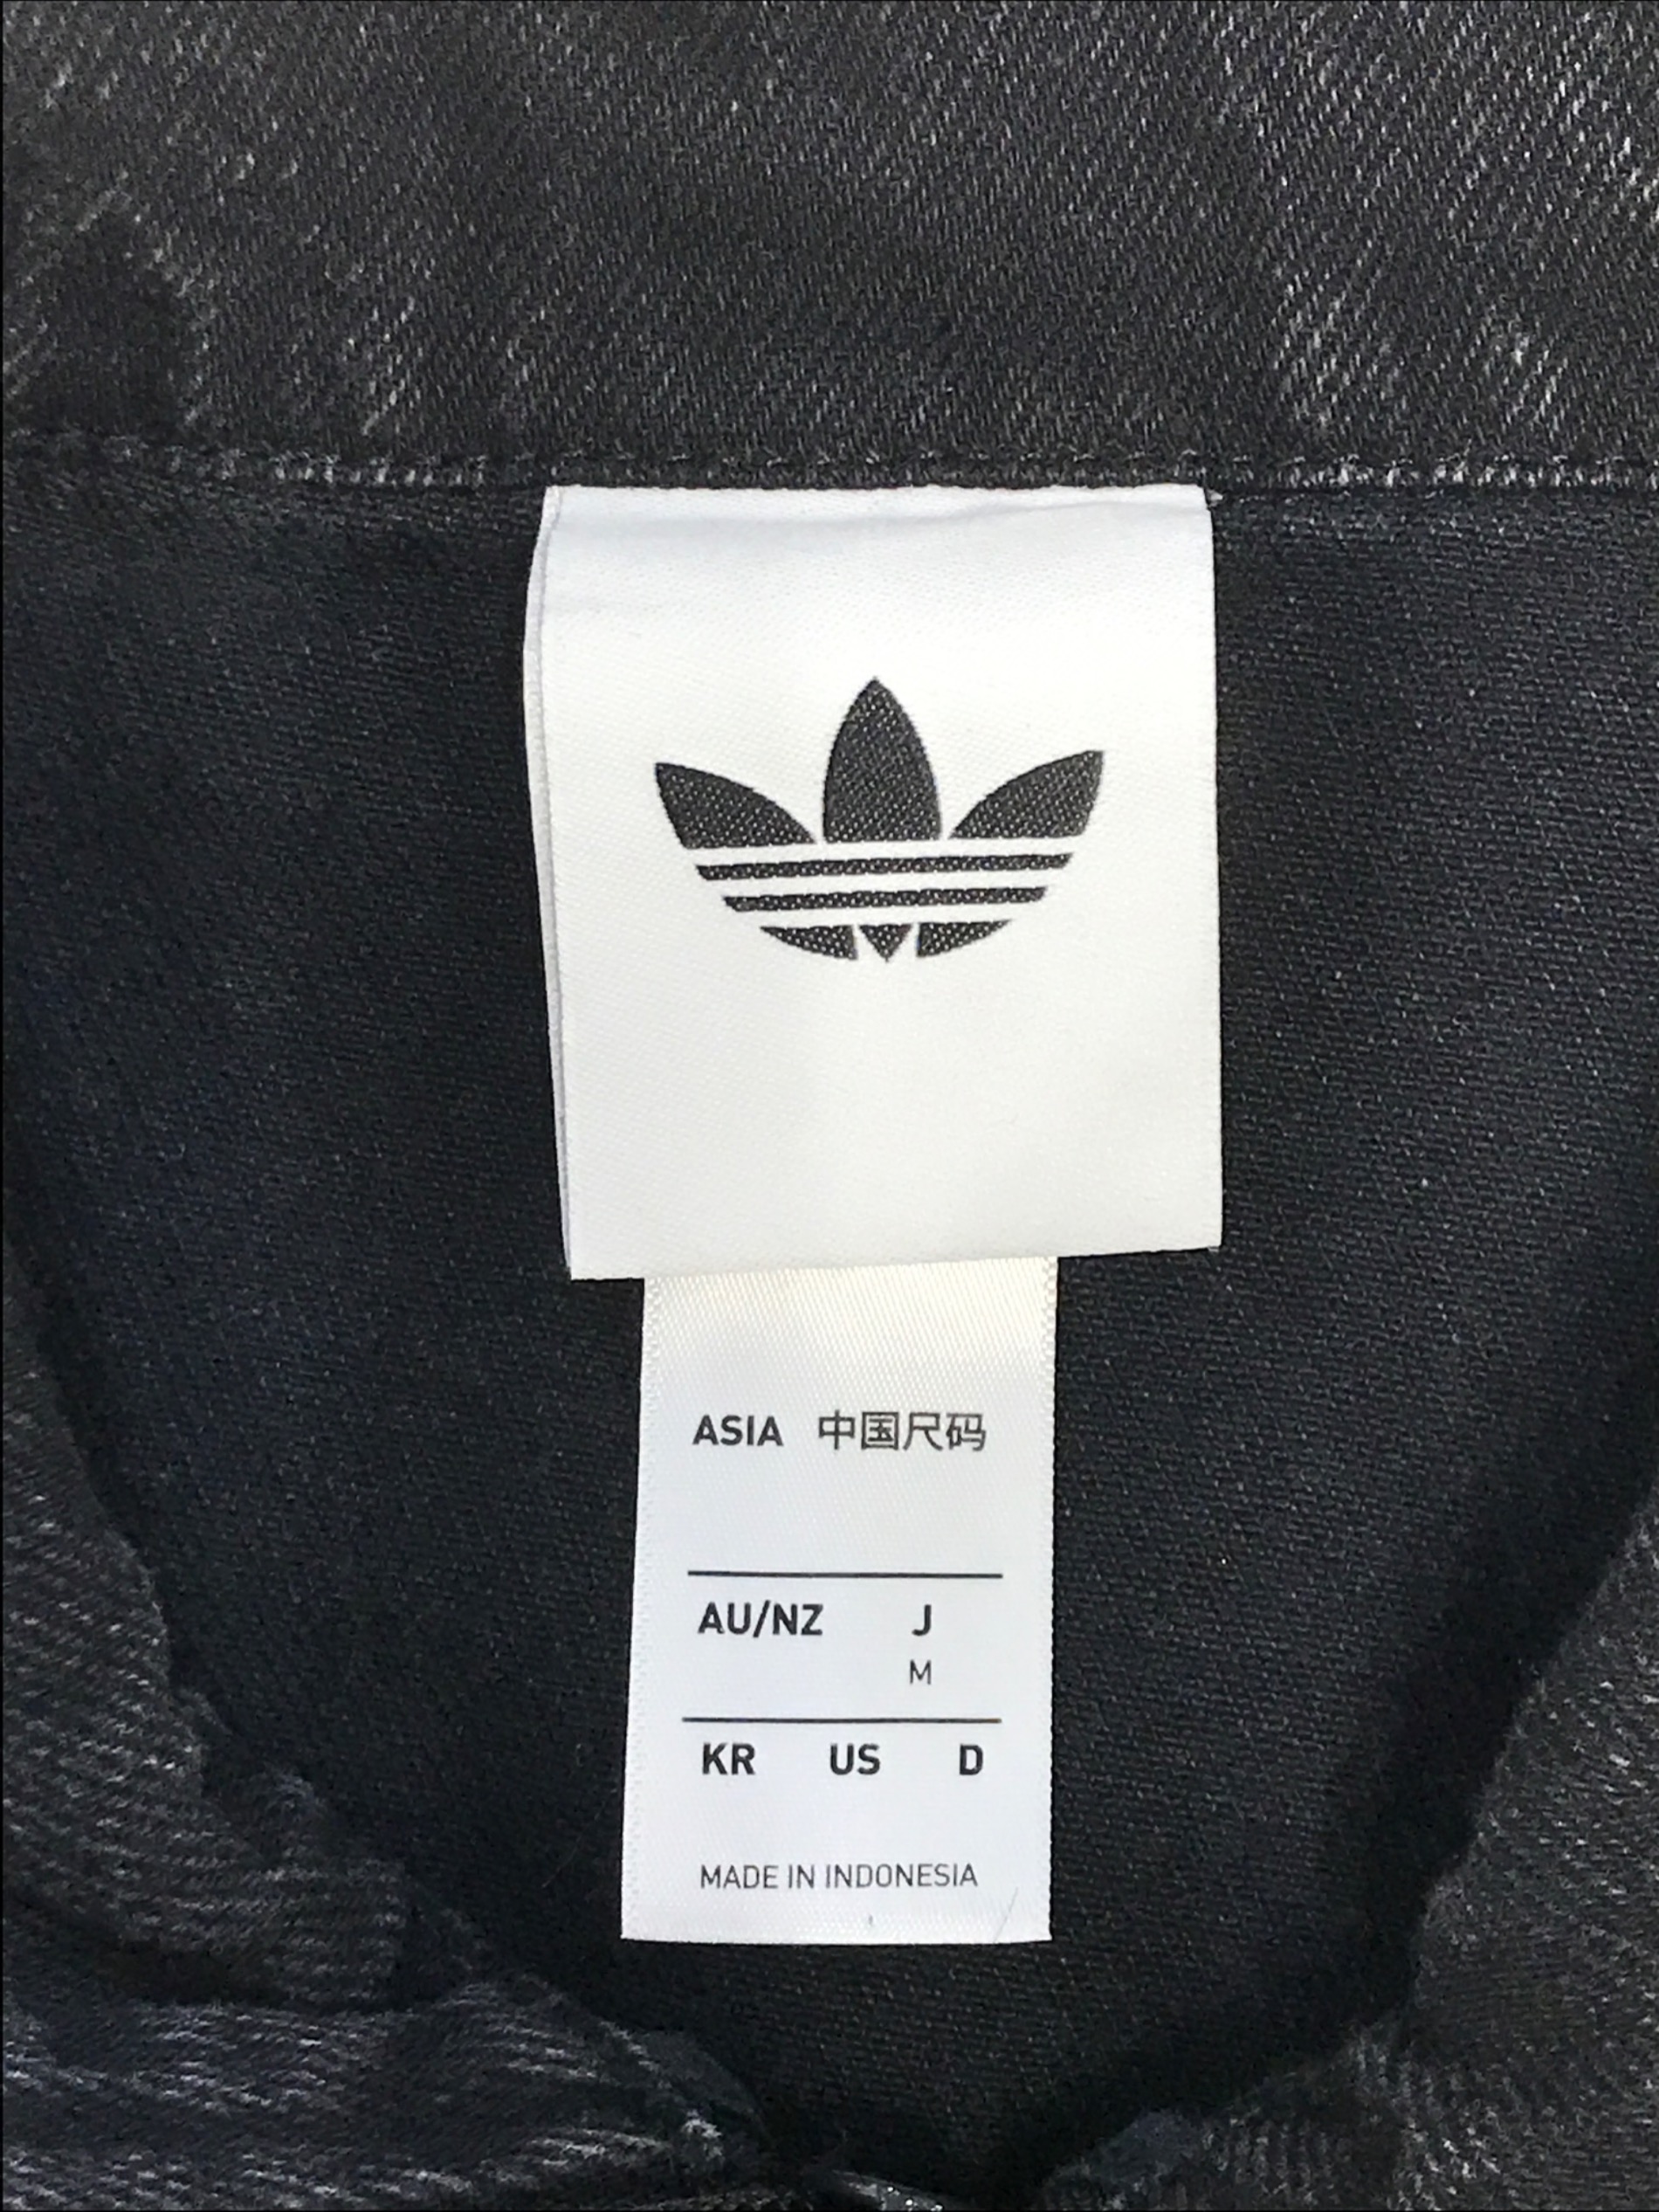 ASIA 中国尺码
AU/NZ J
M
KR US D
MADE IN INDONESIA